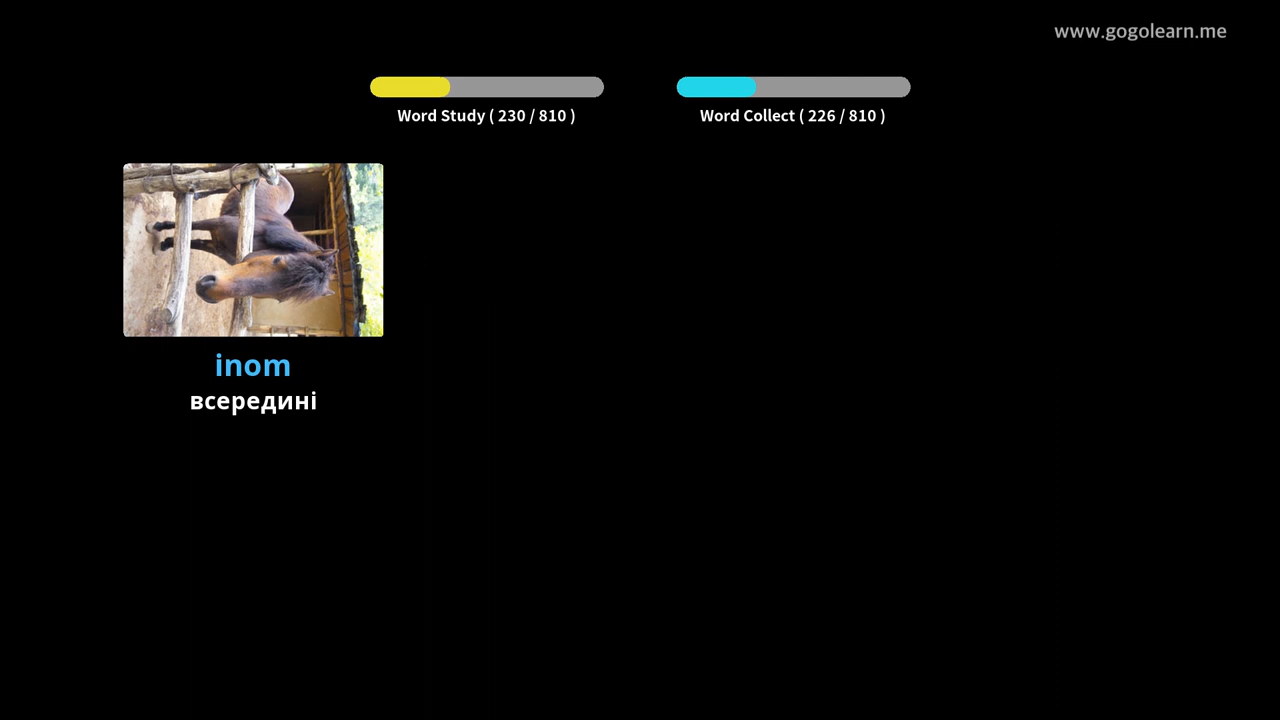 www.gogolearn.me
Word Study ( 230 / 810 )
Word Collect ( 226 / 810 )
inom
всередині